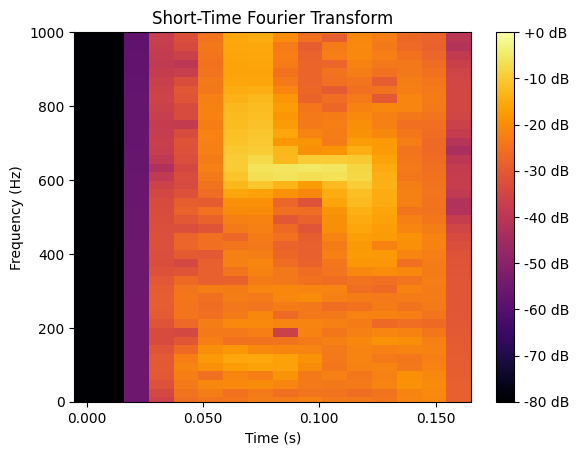 Short-Time Fourier Transform
1000
800
600
400
200
0
Frequency (Hz)
0.000
0.050
0.100
0.150
Time (s)
+0 dB
-10 dB
-20 dB
-30 dB
-40 dB
-50 dB
-60 dB
-70 dB
-80 dB